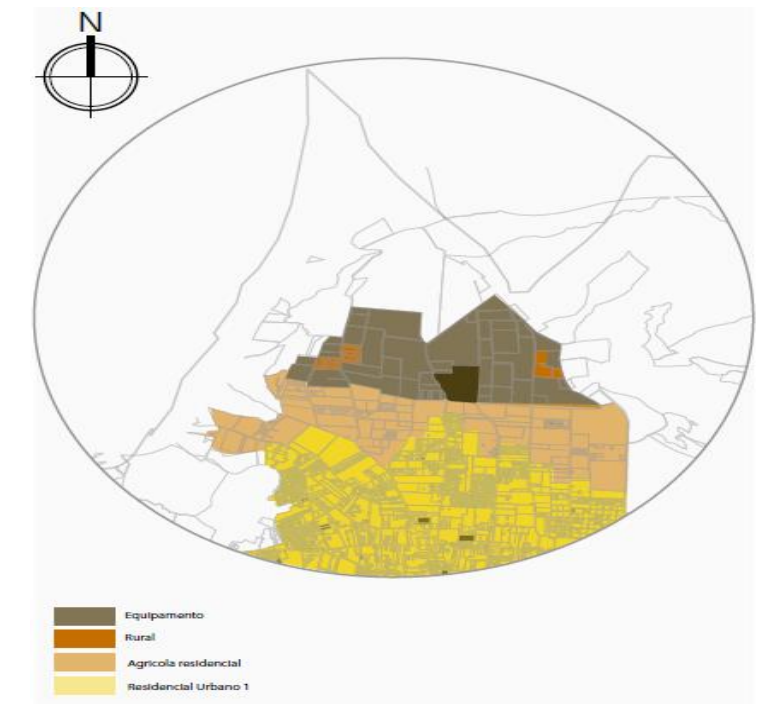 N
Equipamento
Rural
Agricola residencial
Residencial Urbano 1